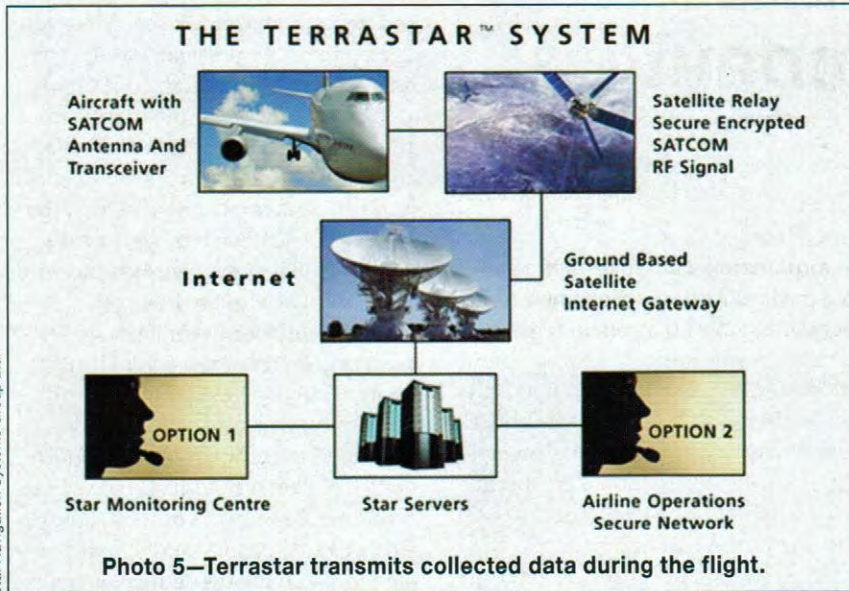 THE TERRASTAR™ SYSTEM
Aircraft with
SATCOM
Antenna And
Transceiver
Satellite Relay
Secure Encrypted
SATCOM
RF Signal
Internet
Ground Based
Satellite
Internet Gateway
OPTION 1
OPTION 2
Star Monitoring Centre
Star Servers
Airline Operations
Secure Network
Photo 5—Terrastar transmits collected data during the flight.